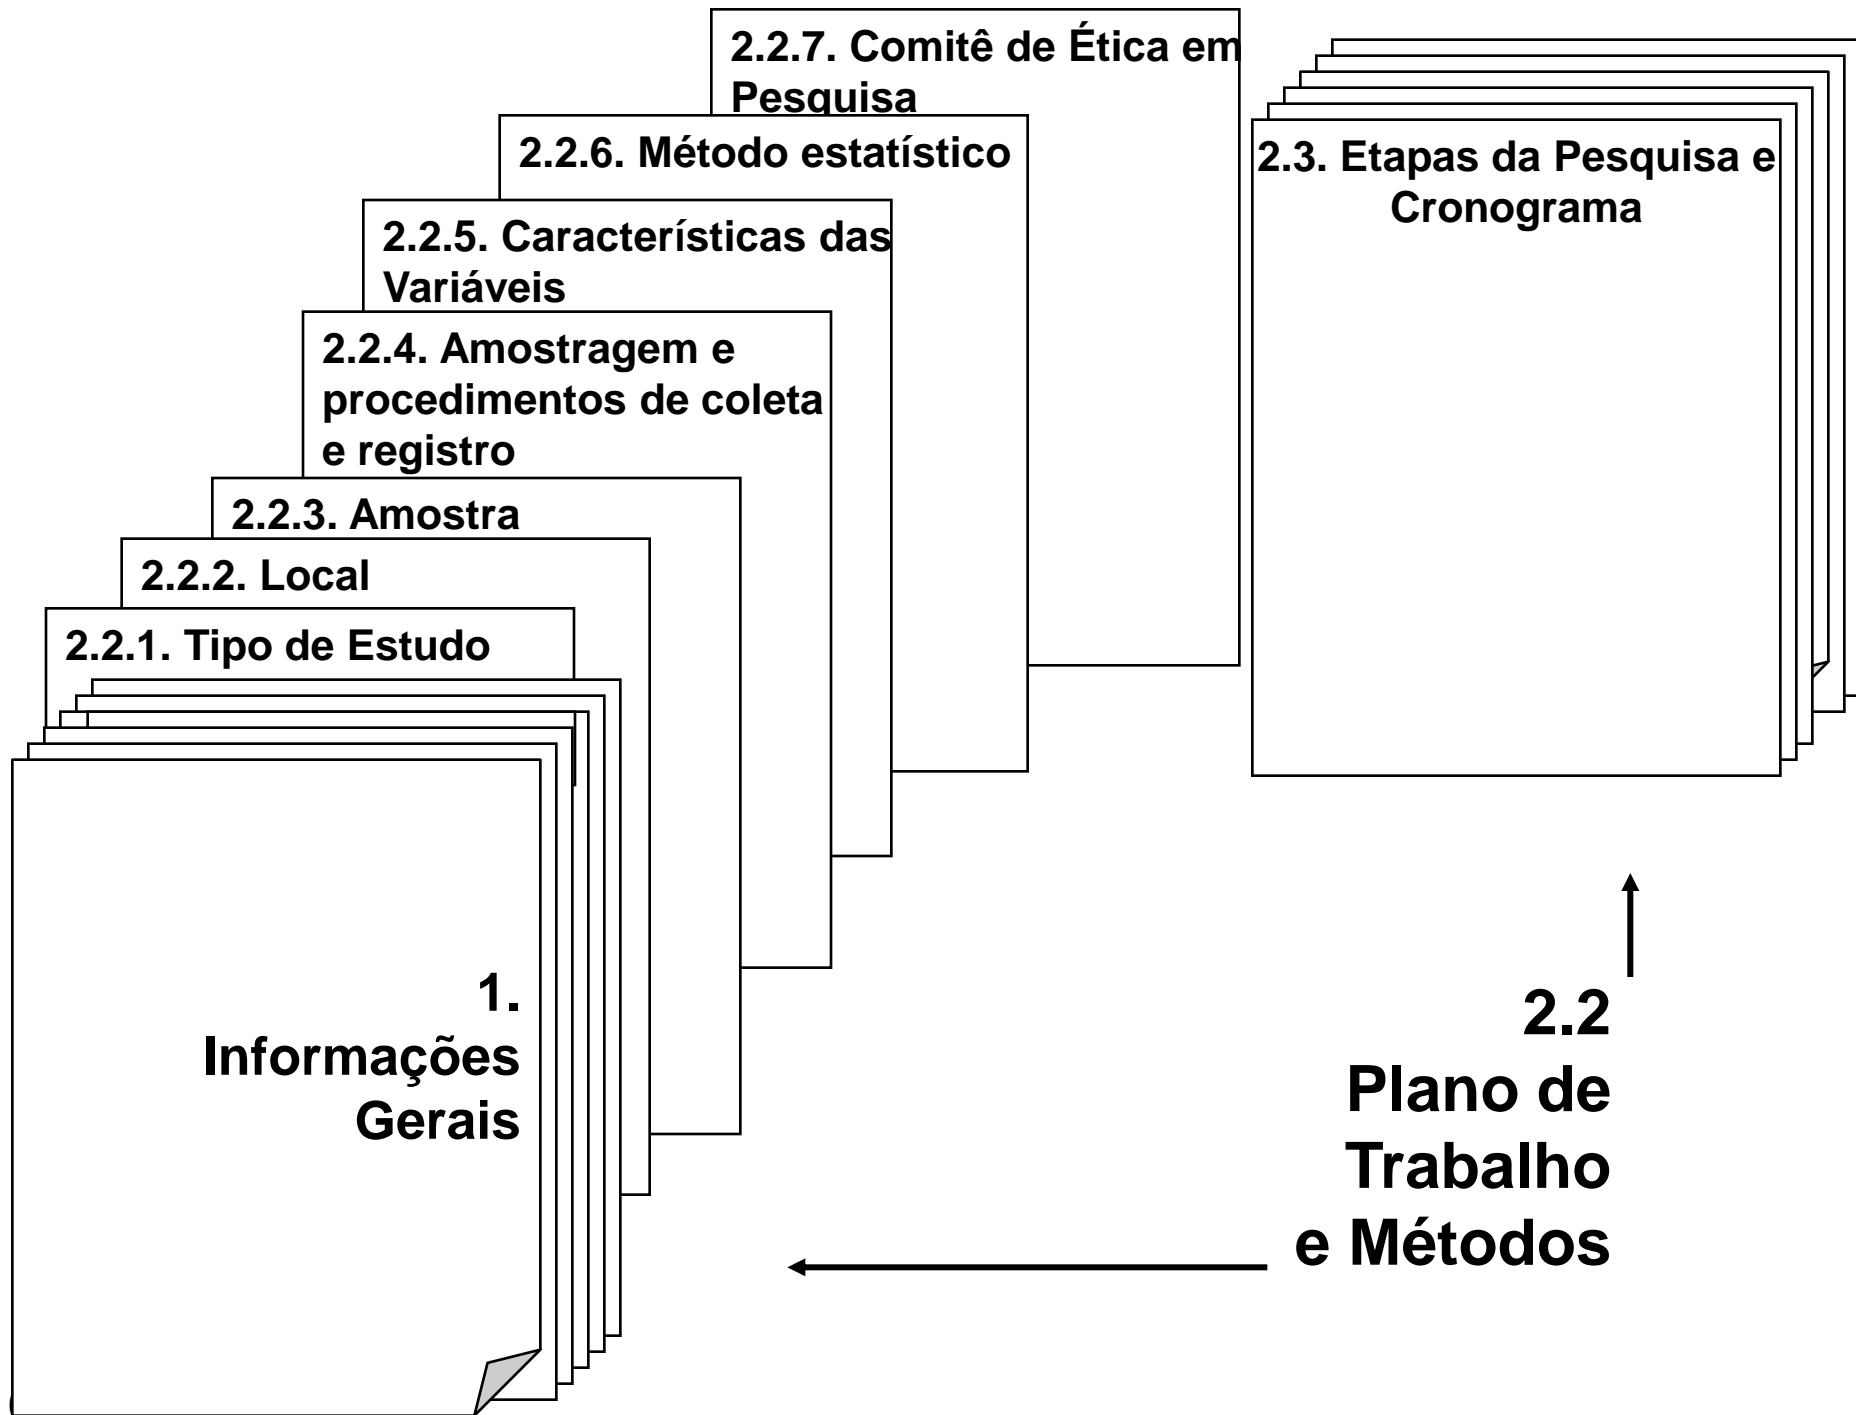 2.2.7. Comitê de Ética em
Pesquisa
2.2.6. Método estatístico
2.2.5. Características das
Variáveis
2.2.4. Amostragem e
procedimentos de coleta
e registro
2.2.3. Amostra
2.2.2. Local
2.2.1. Tipo de Estudo
1.
Informações
Gerais
2.3. Etapas da Pesquisa e
Cronograma
2.2
Plano de
Trabalho
e Métodos